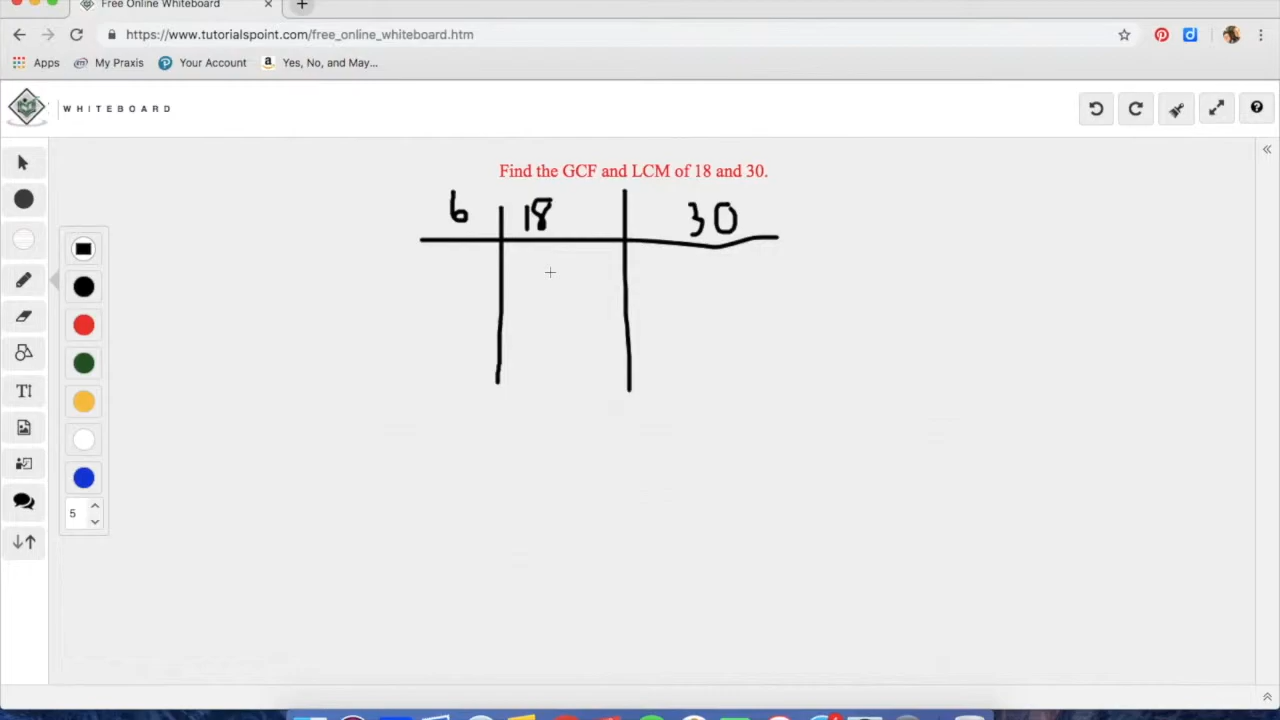 Free Online Whiteboard
https://www.tutorialspoint.com/free_online_whiteboard.htm
Apps My Praxis Your Account Yes, No, and May...
WHITEBOARD
Find the GCF and LCM of 18 and 30.
6 18 30
TI
5